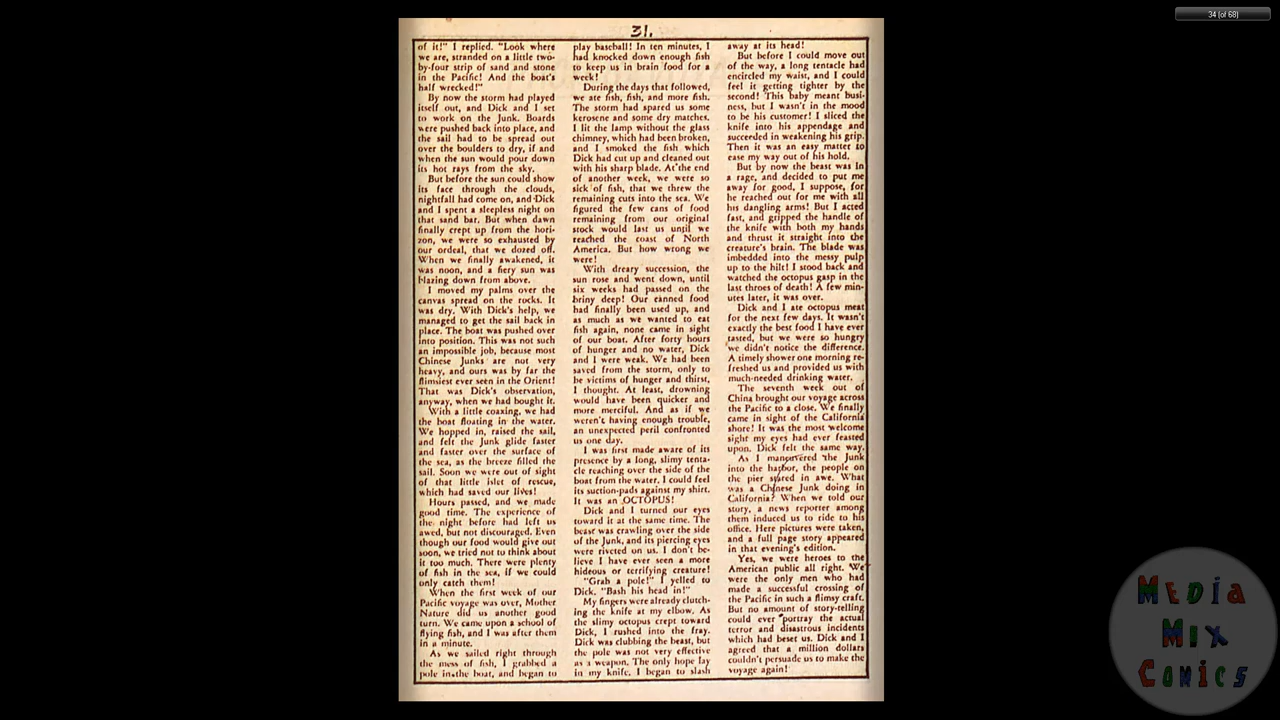 34 (of 68)
31.
of it!" I replied. "Look where
we are, stranded on a little two-
by-four strip of sand and stone
in the Pacific! And the boat's
half wrecked!"
By now the storm had played
itself out, and Dick and I set
to work on the Junk. Boards
were pushed back into place, and
the sail had to be spread out
over the boulders to dry, if and
when the sun would pour down
its hot rays from the sky.
But before the sun could show
its face through the clouds,
nightfall had come on, and Dick
and I spent a sleepless night on
that sand bar. But when dawn
finally crept up from the hori-
zon, we were so exhausted by
our ordeal, that we dozed off.
When we finally awakened, it
was noon, and a fiery sun was
blazing down from above.
I moved my palms over the
canvas spread on the rocks. It
was dry. With Dick's help, we
managed to get the sail back in
place. The boat was pushed over
into position. This was not such
an impossible job, because most
Chinese Junks are not very
heavy, and ours was by far the
flimsiest ever seen in the Orient!
That was Dick's observation,
anyway, when we had bought it.
With a little coaxing, we had
the boat floating in the water.
We hopped in, raised the sail,
and felt the Junk glide faster
and faster over the surface of
the sea, as the breeze filled the
sail. Soon we were out of sight
of that little islet of rescue,
which had saved our lives!
Hours passed, and we made
good time. The experience of
the night before had left us
awed, but not discouraged. Even
though our food would give out
soon, we tried not to think about
it too much. There were plenty
of fish in the sea, if we could
only catch them!
When the first week of our
Pacific voyage was over, Mother
Nature did us another good
turn. We came upon a school of
flying fish, and I was after them
in a minute.
As we sailed right through
the mess of fish, I grabbed a
pole in the boat, and began to
play baseball! In ten minutes, I
had knocked down enough fish
to keep us in brain food for a
week!
During the days that followed,
we ate fish, fish, and more fish.
The storm had spared us some
kerosene and some dry matches.
I lit the lamp without the glass
chimney, which had been broken,
and I smoked the fish which
Dick had cut up and cleaned out
with his sharp blade. At the end
of another week, we were so
sick of fish, that we threw the
remaining cuts into the sea. We
figured the few cans of food
remaining from our original
stock would last us until we
reached the coast of North
America. But how wrong we
were!
With dreary succession, the
sun rose and went down, until
six weeks had passed on the
briny deep! Our canned food
had finally been used up, and
as much as we wanted to eat
fish again, none came in sight
of our boat. After forty hours
of hunger and no water, Dick
and I were weak. We had been
saved from the storm, only to
be victims of hunger and thirst,
I thought. At least, drowning
would have been quicker and
more merciful. And as if we
weren't having enough trouble,
an unexpected peril confronted
us one day.
I was first made aware of its
presence by a long, slimy tenta-
cle reaching over the side of the
boat from the water. I could feel
its suction-pads against my shirt.
It was an OCTOPUS!
Dick and I turned our eyes
toward it at the same time. The
beast was crawling over the side
of the Junk, and its piercing eyes
were riveted on us. I don't be-
lieve I have ever seen a more
hideous or terrifying creature!
"Grab a pole!" I yelled to
Dick. "Bash his head in!"
My fingers were already clutch-
ing the knife at my elbow. As
the slimy octopus crept toward
Dick, I rushed into the fray.
Dick was clubbing the beast, but
the pole was not very effective
as a weapon. The only hope lay
in my knife. I began to slash
away at its head!
But before I could move out
of the way, a long tentacle had
encircled my waist, and I could
feel it getting tighter by the
second! This baby meant busi-
ness, but I wasn't in the mood
to be his customer! I sliced the
knife into his appendage and
succeeded in weakening his grip.
Then it was an easy matter to
ease my way out of his hold.
But by now the beast was in
a rage, and decided to put me
away for good, I suppose, for
he reached out for me with all
his dangling arms! But I acted
fast, and gripped the handle of
the knife with both my hands
and thrust it straight into the
creature's brain. The blade was
imbedded into the messy pulp
up to the hilt! I stood back and
watched the octopus gasp in the
last throes of death! A few min-
utes later, it was over.
Dick and I ate octopus meat
for the next few days. It wasn't
exactly the best food I have ever
tasted, but we were so hungry
we didn't notice the difference.
A timely shower one morning re-
freshed us and provided us with
much-needed drinking water.
The seventh week out of
China brought our voyage across
the Pacific to a close. We finally
came in sight of the California
shore! It was the most welcome
sight my eyes had ever feasted
upon. Dick felt the same way.
As I maneuvered the Junk
into the harbor, the people on
the pier stared in awe. What
was a Chinese Junk doing in
California? When we told our
story, a news reporter among
them induced us to ride to his
office. Here pictures were taken,
and a full page story appeared
in that evening's edition.
Yes, we were heroes to the
American public all right. We
were the only men who had
made a successful crossing of
the Pacific in such a flimsy craft.
But no amount of story-telling
could ever portray the actual
terror and disastrous incidents
which had beset us. Dick and I
agreed that a million dollars
couldn't persuade us to make the
voyage again!
MEDiA
MiX
COMiCS